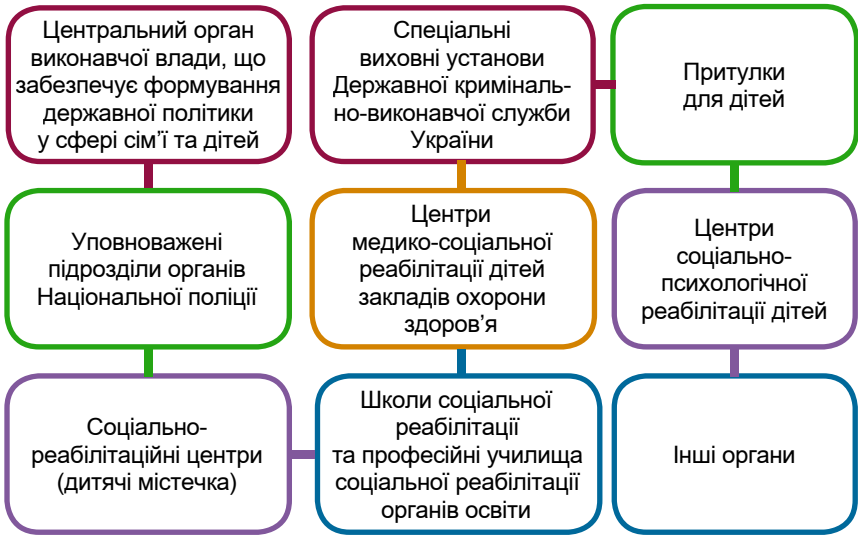 Центральний орган
виконавчої влади, що
забезпечує формування
державної політики
у сфері сім’ї та дітей
Уповноважені
підрозділи органів
Національної поліції
Соціально-
реабілітаційні центри
(дитячі містечка)
Школи соціальної
реабілітації
та професійні училища
соціальної реабілітації
органів освіти
Центри
медико-соціальної
реабілітації дітей
закладів охорони
здоров’я
Спеціальні
виховні установи
Державної криміналь-
но-виконавчої служби
України
Притулки
для дітей
Центри
соціально-
психологічної
реабілітації дітей
Інші органи